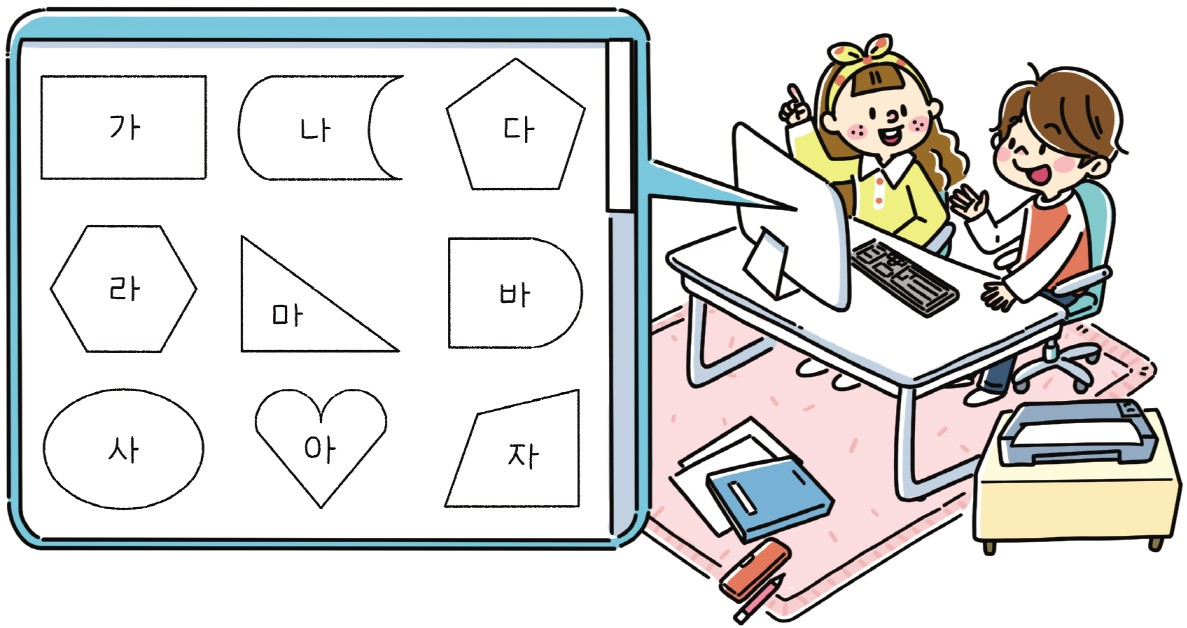 가 나 다
라 마 바
사 아 자